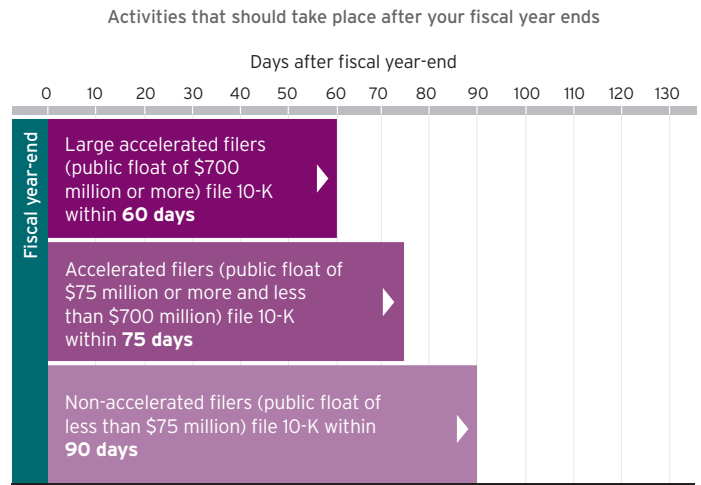 Activities that should take place after your fiscal year ends
Days after fiscal year-end
0 10 20 30 40 50 60 70 80 90 100 110 120 130
Fiscal year-end
Large accelerated filers
(public float of $700
million or more) file 10-K
within 60 days
Accelerated filers (public float of
$75 million or more and less
than $700 million) file 10-K
within 75 days
Non-accelerated filers (public float of
less than $75 million) file 10-K within
90 days